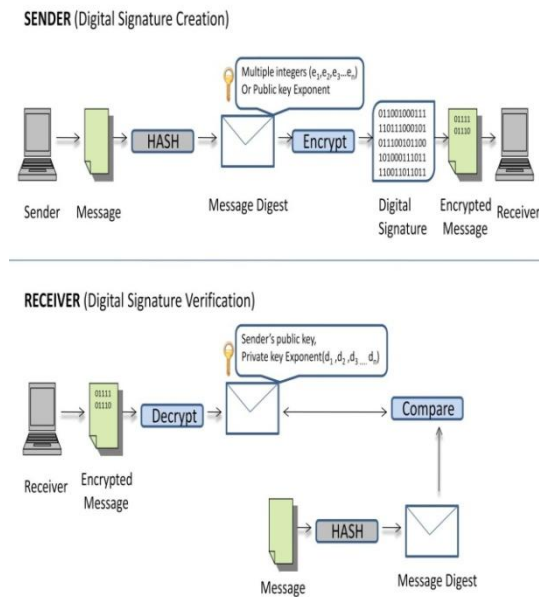 SENDER (Digital Signature Creation)
Multiple integers (e₁,e₂,e₃...eₙ)
Or Public key Exponent
HASH
Encrypt
011001000111
110111000101
011100101100
101000111011
110011011011
01111
01110
Sender
Message
Message Digest
Digital
Signature
Encrypted
Message
Receiver
RECEIVER (Digital Signature Verification)
Sender's public key,
Private key Exponent(d₁ ,d₂ ,d₃ .... dₙ)
01111
01110
Decrypt
Compare
Receiver
Encrypted
Message
HASH
Message
Message Digest